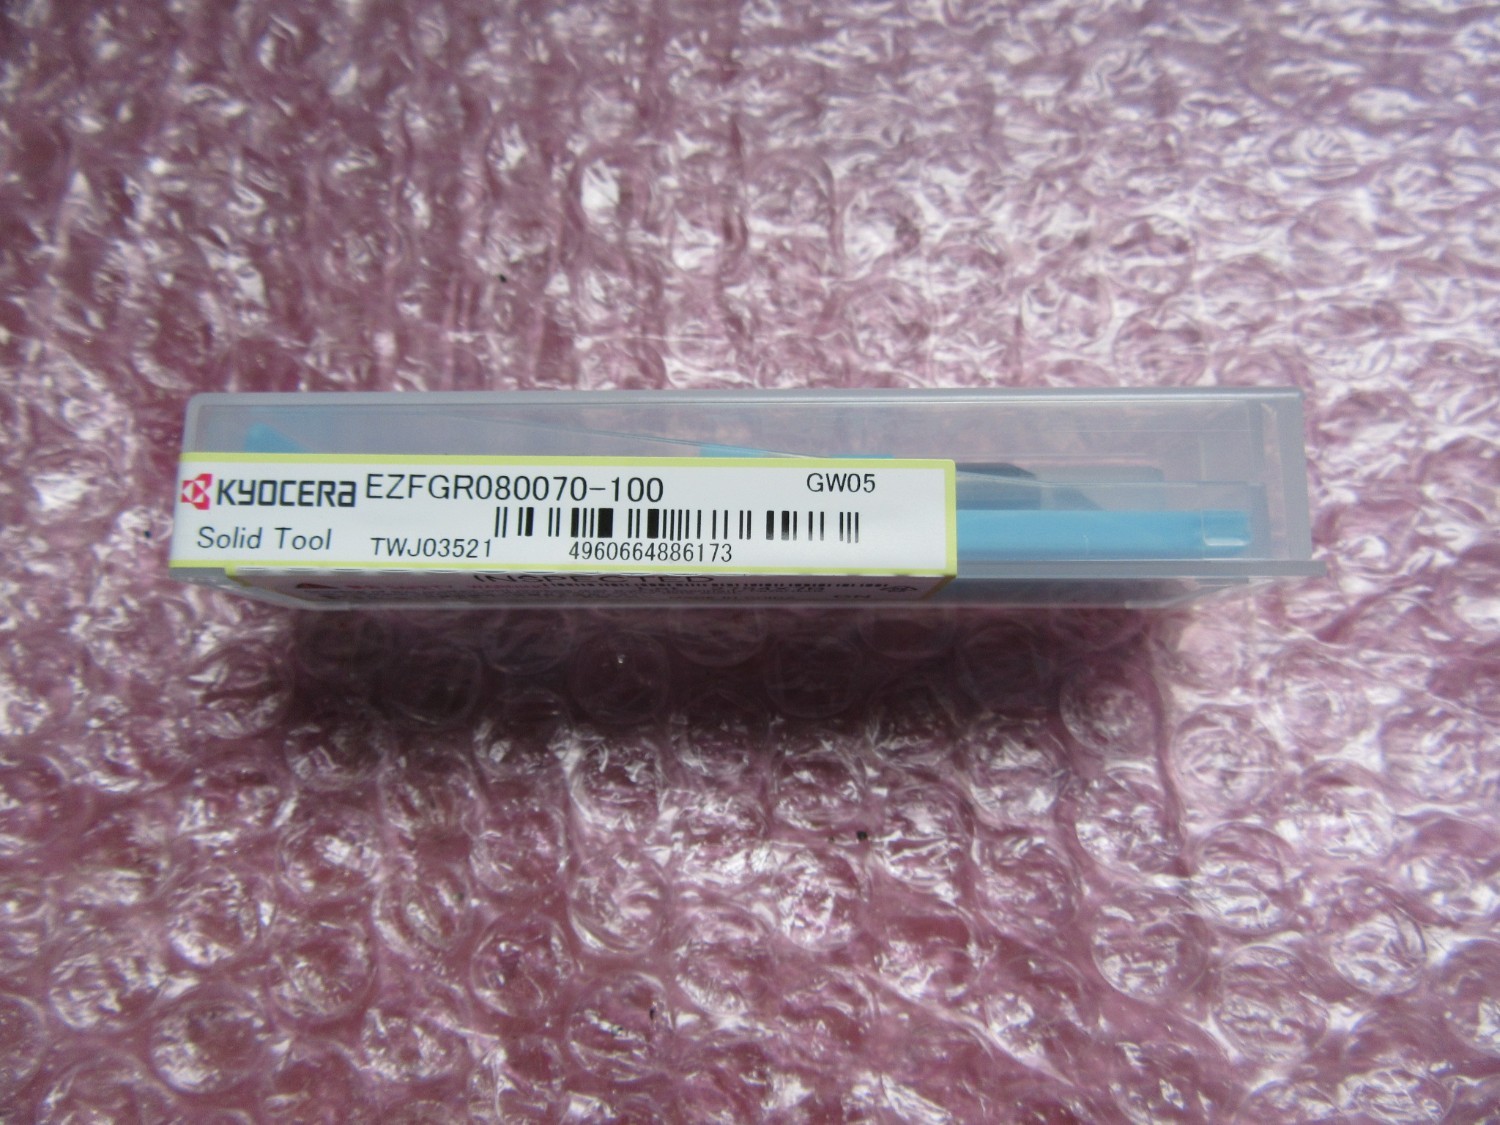 KYOCERA EZFGR080070-100 GW05
Solid Tool TWJ03521 4960664886173
INSPECTED